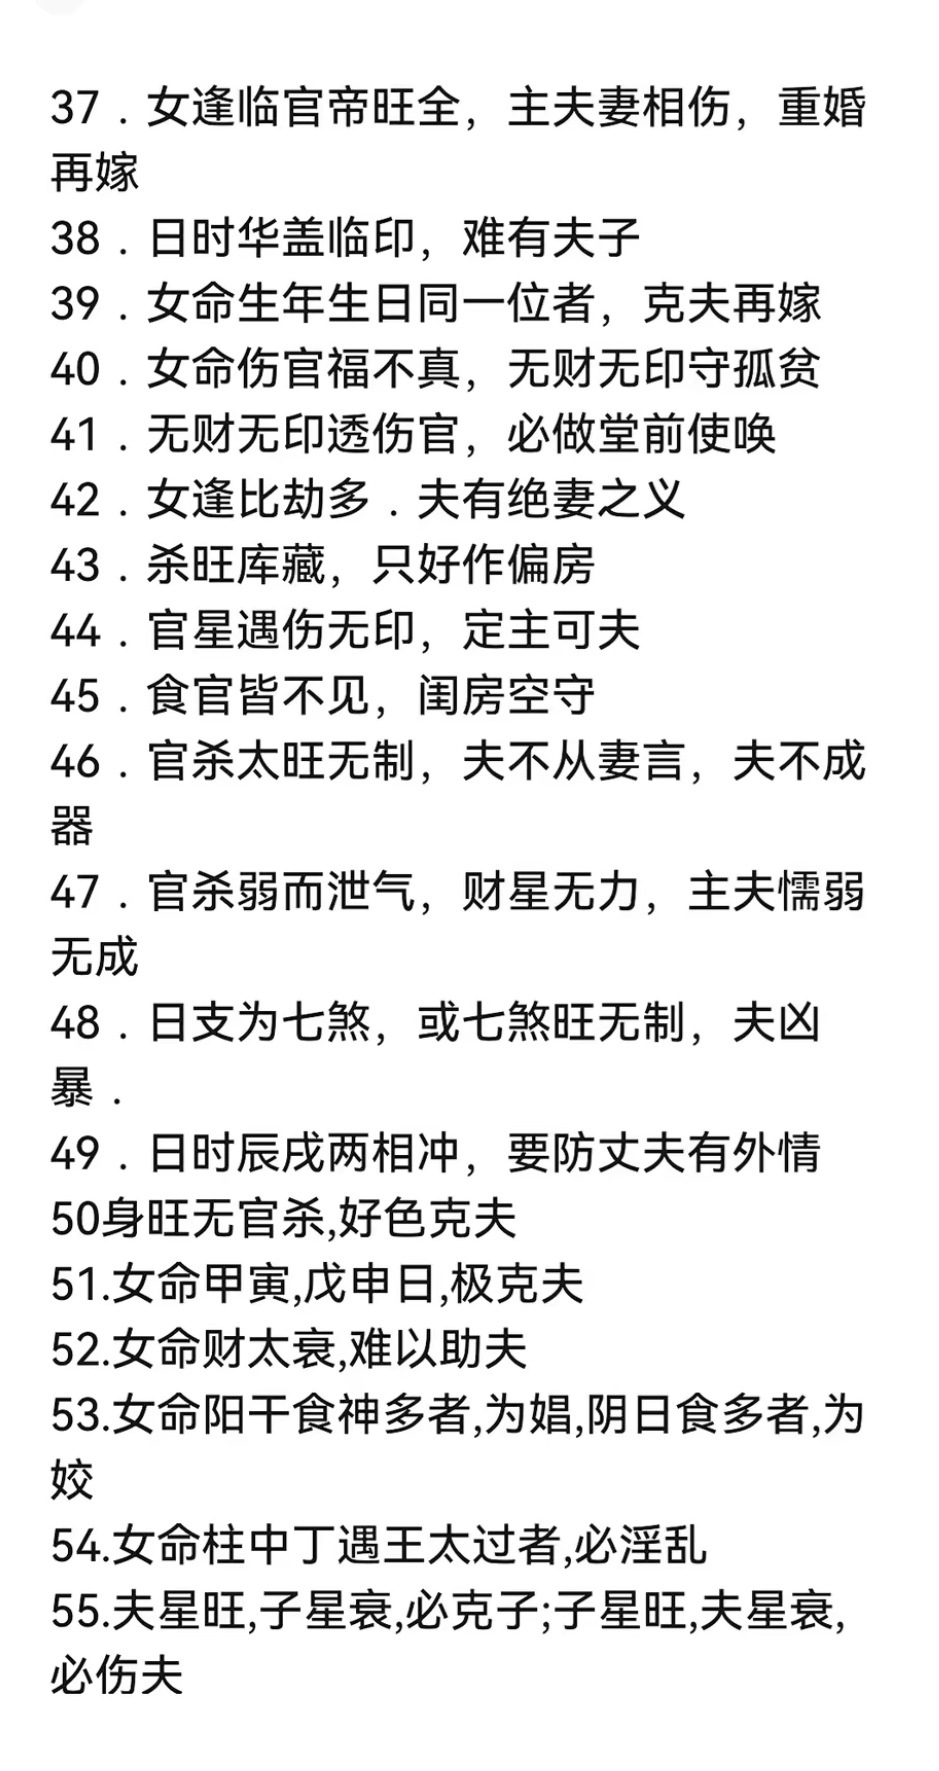 37．女逢临官帝旺全，主夫妻相伤，重婚
再嫁
38．日时华盖临印，难有夫子
39．女命生年生日同一位者，克夫再嫁
40．女命伤官福不真，无财无印守孤贫
41．无财无印透伤官，必做堂前使唤
42．女逢比劫多．夫有绝妻之义
43．杀旺库藏，只好作偏房
44．官星遇伤无印，定主可夫
45．食官皆不见，闺房空守
46．官杀太旺无制，夫不从妻言，夫不成
器
47．官杀弱而泄气，财星无力，主夫懦弱
无成
48．日支为七煞，或七煞旺无制，夫凶
暴．
49．日时辰戌两相冲，要防丈夫有外情
50身旺无官杀,好色克夫
51.女命甲寅,戊申日,极克夫
52.女命财太衰,难以助夫
53.女命阳干食神多者,为娼,阴日食多者,为
姣
54.女命柱中丁遇王太过者,必淫乱
55.夫星旺,子星衰,必克子;子星旺,夫星衰,
必伤夫